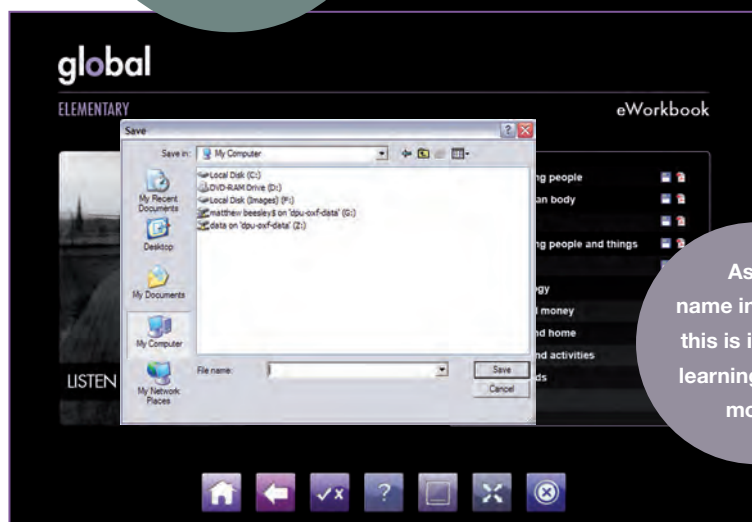 global
ELEMENTARY
eWorkbook
Save
Save in:
My Computer
My Recent
Documents
Desktop
My Documents
My Computer
My Network
Places
Local Disk (C:)
DVD-RAM Drive (D:)
Local Disk (Images) (F:)
matthew beesley$ on 'dpu-oxf-data' (G:)
data on 'dpu-oxf-data' (Z:)
File name:
Save
Cancel
LISTEN
ng people
an body
ng people and things
gy
l money
nd home
nd activities
ds
As
name in
this is i
learning
mo